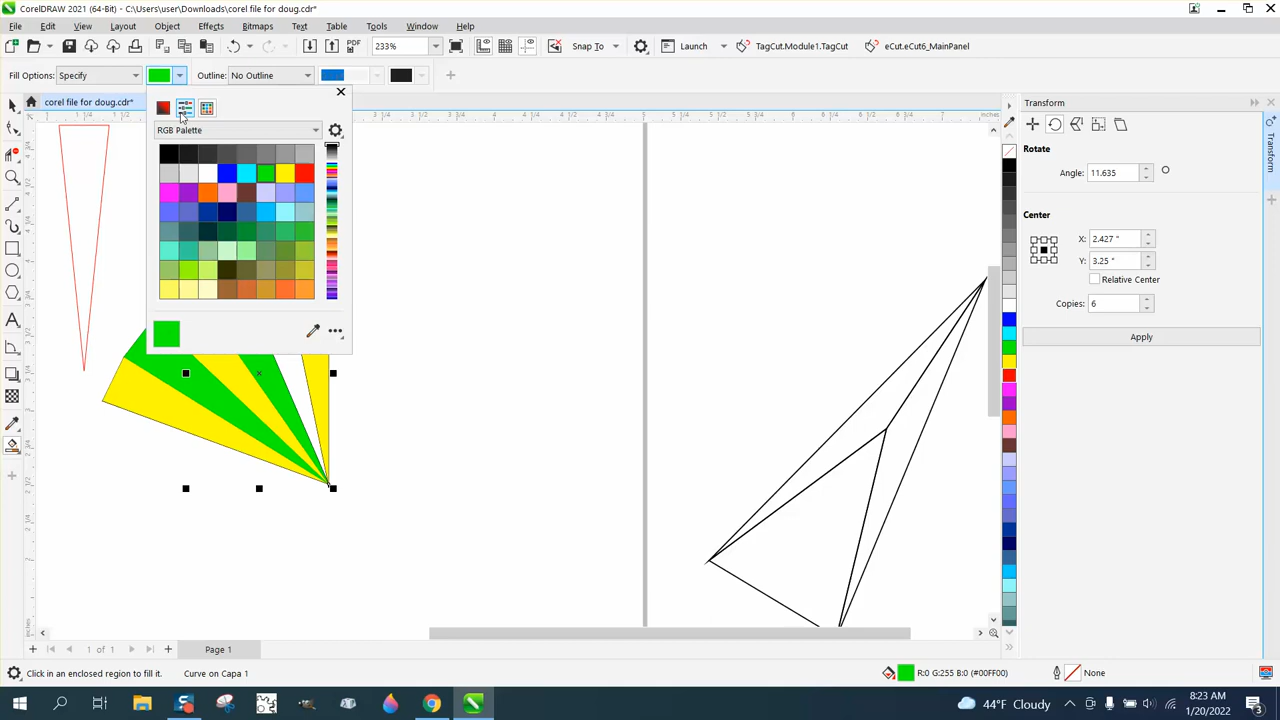 CorelDRAW 2021 (64-Bit) - C:\Users\user\Downloads\corel file for doug.cdr*
File Edit View Layout Object Effects Bitmaps Text Table Tools Window Help
PDF 233% Snap To Launch TagCut.Module1.TagCut eCut.eCut6_MainPanel
Fill Options: Specify Outline: No Outline
corel file for doug.cdr*
RGB Palette
Transform
Rotate
Angle: 11.635
Center
X: 2.427 "
Y: 3.25 "
Relative Center
Copies: 6
Apply
Transform
1 of 1 Page 1
Click in an enclosed region to fill it. Curve on Capa 1 R:0 G:255 B:0 (#00FF00) None
44°F Cloudy 8:23 AM
1/20/2022